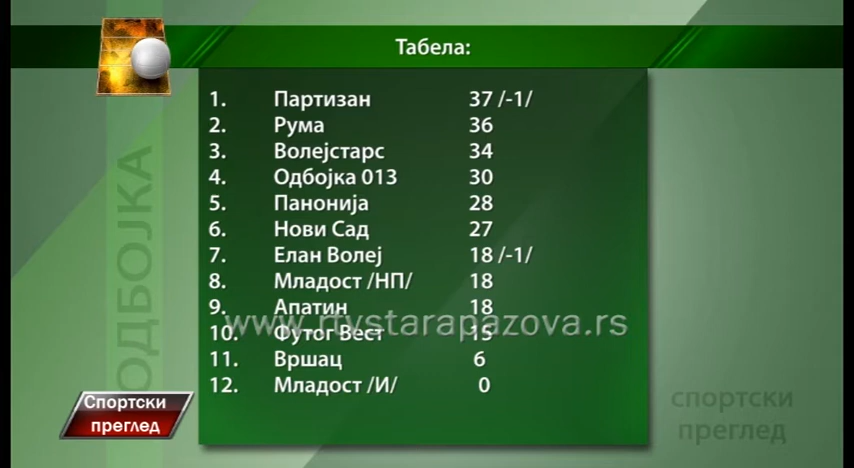 Табела:
1. Партизан 37 /-1/
2. Рума 36
3. Волејстарс 34
4. Одбојка 013 30
5. Панонија 28
6. Нови Сад 27
7. Елан Волеј 18 /-1/
8. Младост /НП/ 18
9. Апатин 18
www.rtvstarapazova.rs
10. Футог Вест 15
11. Вршац 6
12. Младост /И/ 0
ОДБОЈКА
Спортски
преглед
спортски
преглед